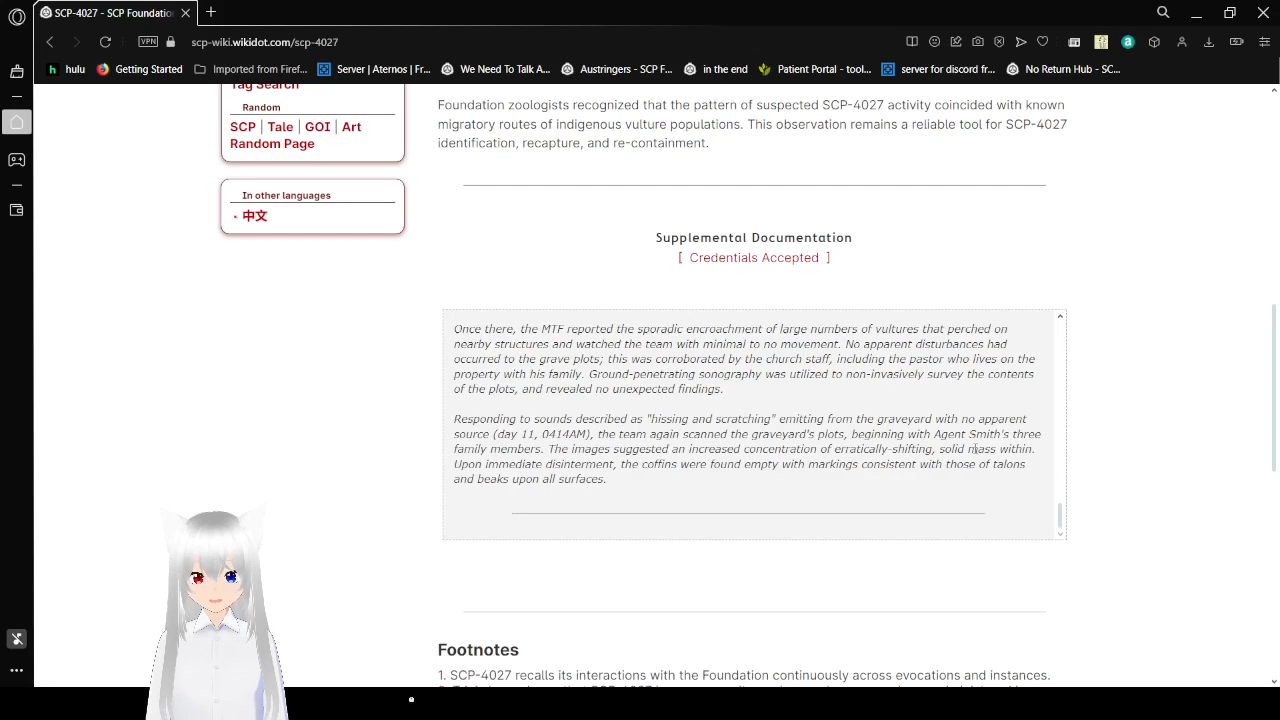 SCP-4027 - SCP Foundatio
scp-wiki.wikidot.com/scp-4027
VPN
hulu
Getting Started
Imported from Firef...
Server | Aternos | Fr...
We Need To Talk A...
Austringers - SCP F...
in the end
Patient Portal - tool...
server for discord fr...
No Return Hub - SC...
Tag Search
Random
SCP | Tale | GOI | Art
Random Page
In other languages
中文
Foundation zoologists recognized that the pattern of suspected SCP-4027 activity coincided with known
migratory routes of indigenous vulture populations. This observation remains a reliable tool for SCP-4027
identification, recapture, and re-containment.
Supplemental Documentation
[ Credentials Accepted ]
Once there, the MTF reported the sporadic encroachment of large numbers of vultures that perched on
nearby structures and watched the team with minimal to no movement. No apparent disturbances had
occurred to the grave plots; this was corroborated by the church staff, including the pastor who lives on the
property with his family. Ground-penetrating sonography was utilized to non-invasively survey the contents
of the plots, and revealed no unexpected findings.
Responding to sounds described as "hissing and scratching" emitting from the graveyard with no apparent
source (day 11, 0414AM), the team again scanned the graveyard's plots, beginning with Agent Smith's three
family members. The images suggested an increased concentration of erratically-shifting, solid mass within.
Upon immediate disinterment, the coffins were found empty with markings consistent with those of talons
and beaks upon all surfaces.
Footnotes
1. SCP-4027 recalls its interactions with the Foundation continuously across evocations and instances.